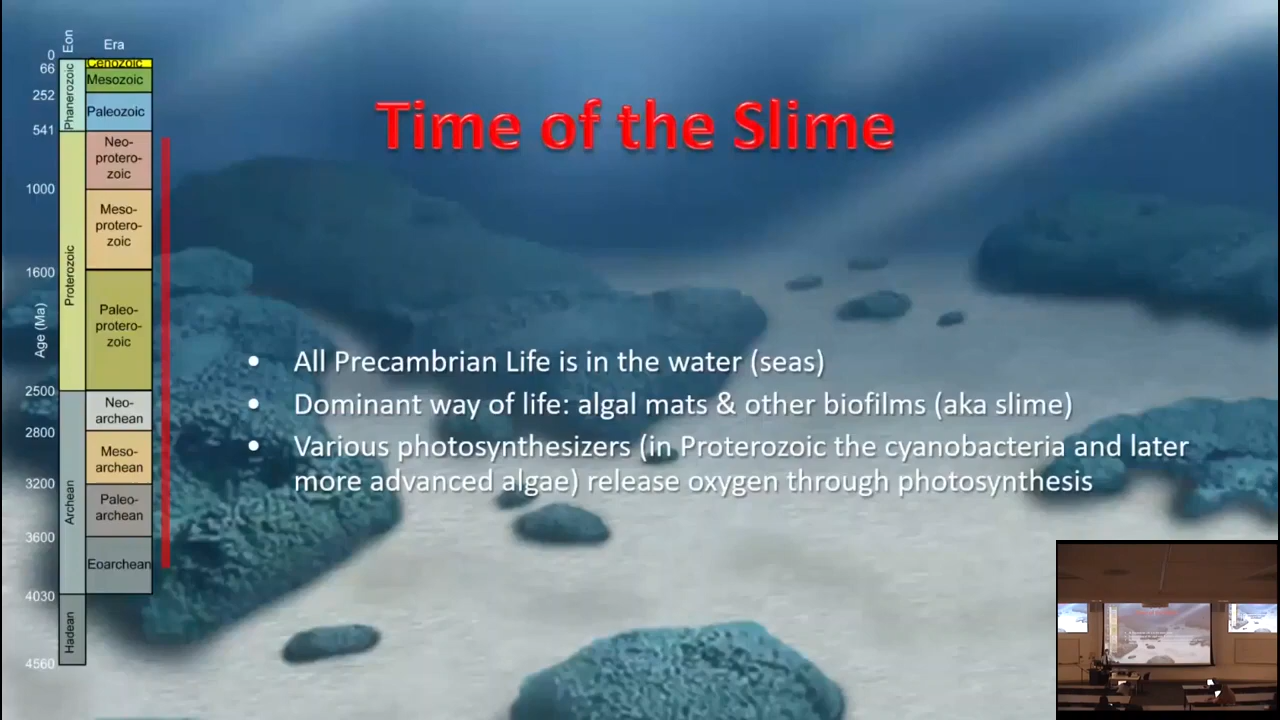 Eon
Era
Age (Ma)
0
66
252
541
1000
1600
2500
2800
3200
3600
4030
4560
Phanerozoic
Proterozoic
Archean
Hadean
Cenozoic
Mesozoic
Paleozoic
Neo-
protero-
zoic
Meso-
protero-
zoic
Paleo-
protero-
zoic
Neo-
archean
Meso-
archean
Paleo-
archean
Eoarchean
Time of the Slime
• All Precambrian Life is in the water (seas)
• Dominant way of life: algal mats & other biofilms (aka slime)
• Various photosynthesizers (in Proterozoic the cyanobacteria and later
more advanced algae) release oxygen through photosynthesis